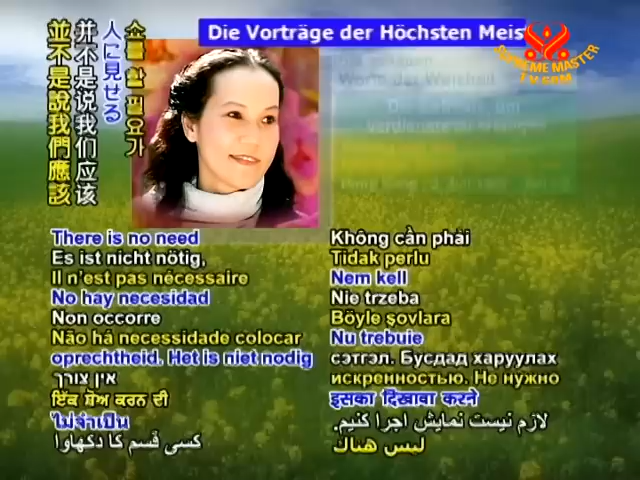 Die Vorträge der Höchsten Meis
SUPREME MASTER
TV.COM
Worte der Weisheit
並不是說我們應該
并不是说我们应该
人に見せる
쇼를 할 필요가
There is no need
Es ist nicht nötig,
Il n'est pas nécessaire
No hay necesidad
Non occorre
Não há necessidade colocar
oprechtheid. Het is niet nodig
אין צורך
ਇੱਕ ਸ਼ੋਅ ਕਰਨ ਦੀ
ไม่จำเป็น
کسی قسم کا دکھاوا
Không cần phải
Tidak perlu
Nem kell
Nie trzeba
Böyle şovlara
Nu trebuie
сэтгэл. Бусдад харуулах
искренностью. Не нужно
इसका दिखावा करने
لازم نیست نمایش اجرا کنیم.
ليس هناك